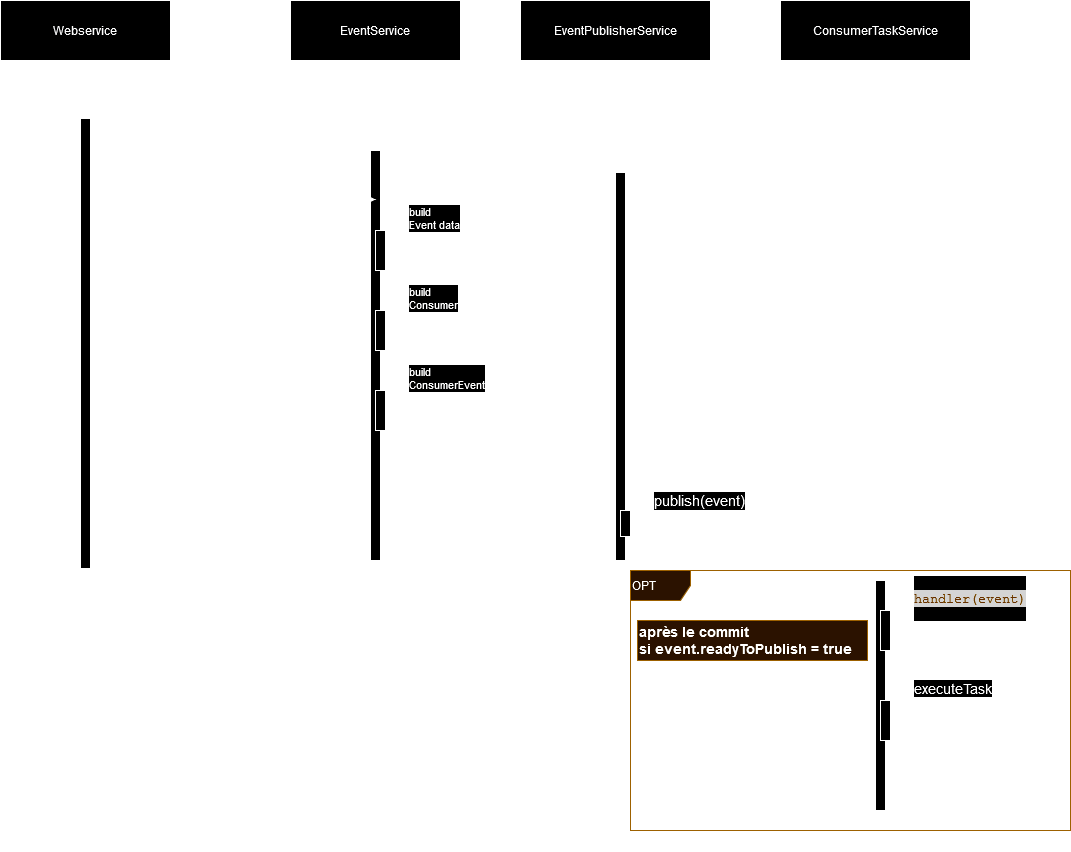 Webservice
EventService
EventPublisherService
ConsumerTaskService
build
Event data
build
Consumer
build
ConsumerEvent
publish(event)
OPT
handler(event)
après le commit
si event.readyToPublish = true
executeTask